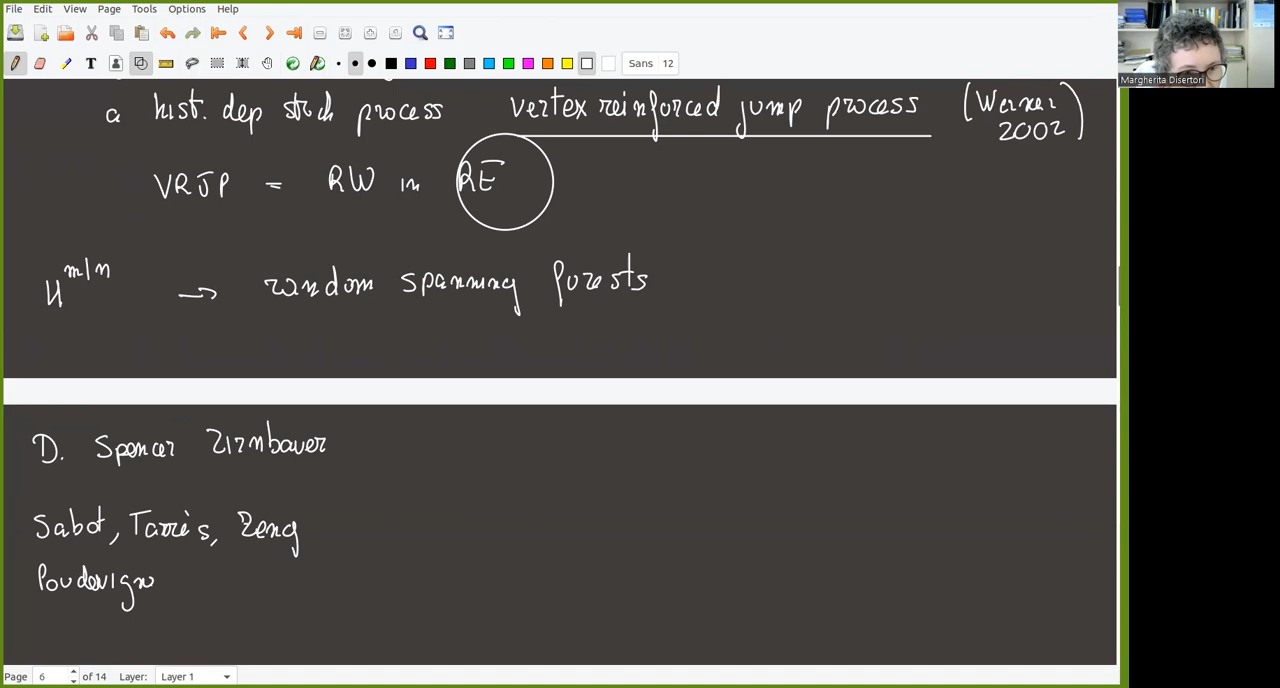 File Edit View Page Tools Options Help
Sans 12
Margherita Disertori
a hist. dep stoch process vertex reinforced jump process (Werner 2002)
VRJP = RW in RE
H^{m|n} → random spanning forests
D. Spencer Zirnbauer
Sabot, Tarrès, Zeng
Poudevigne
Page 6 of 14 Layer: Layer 1